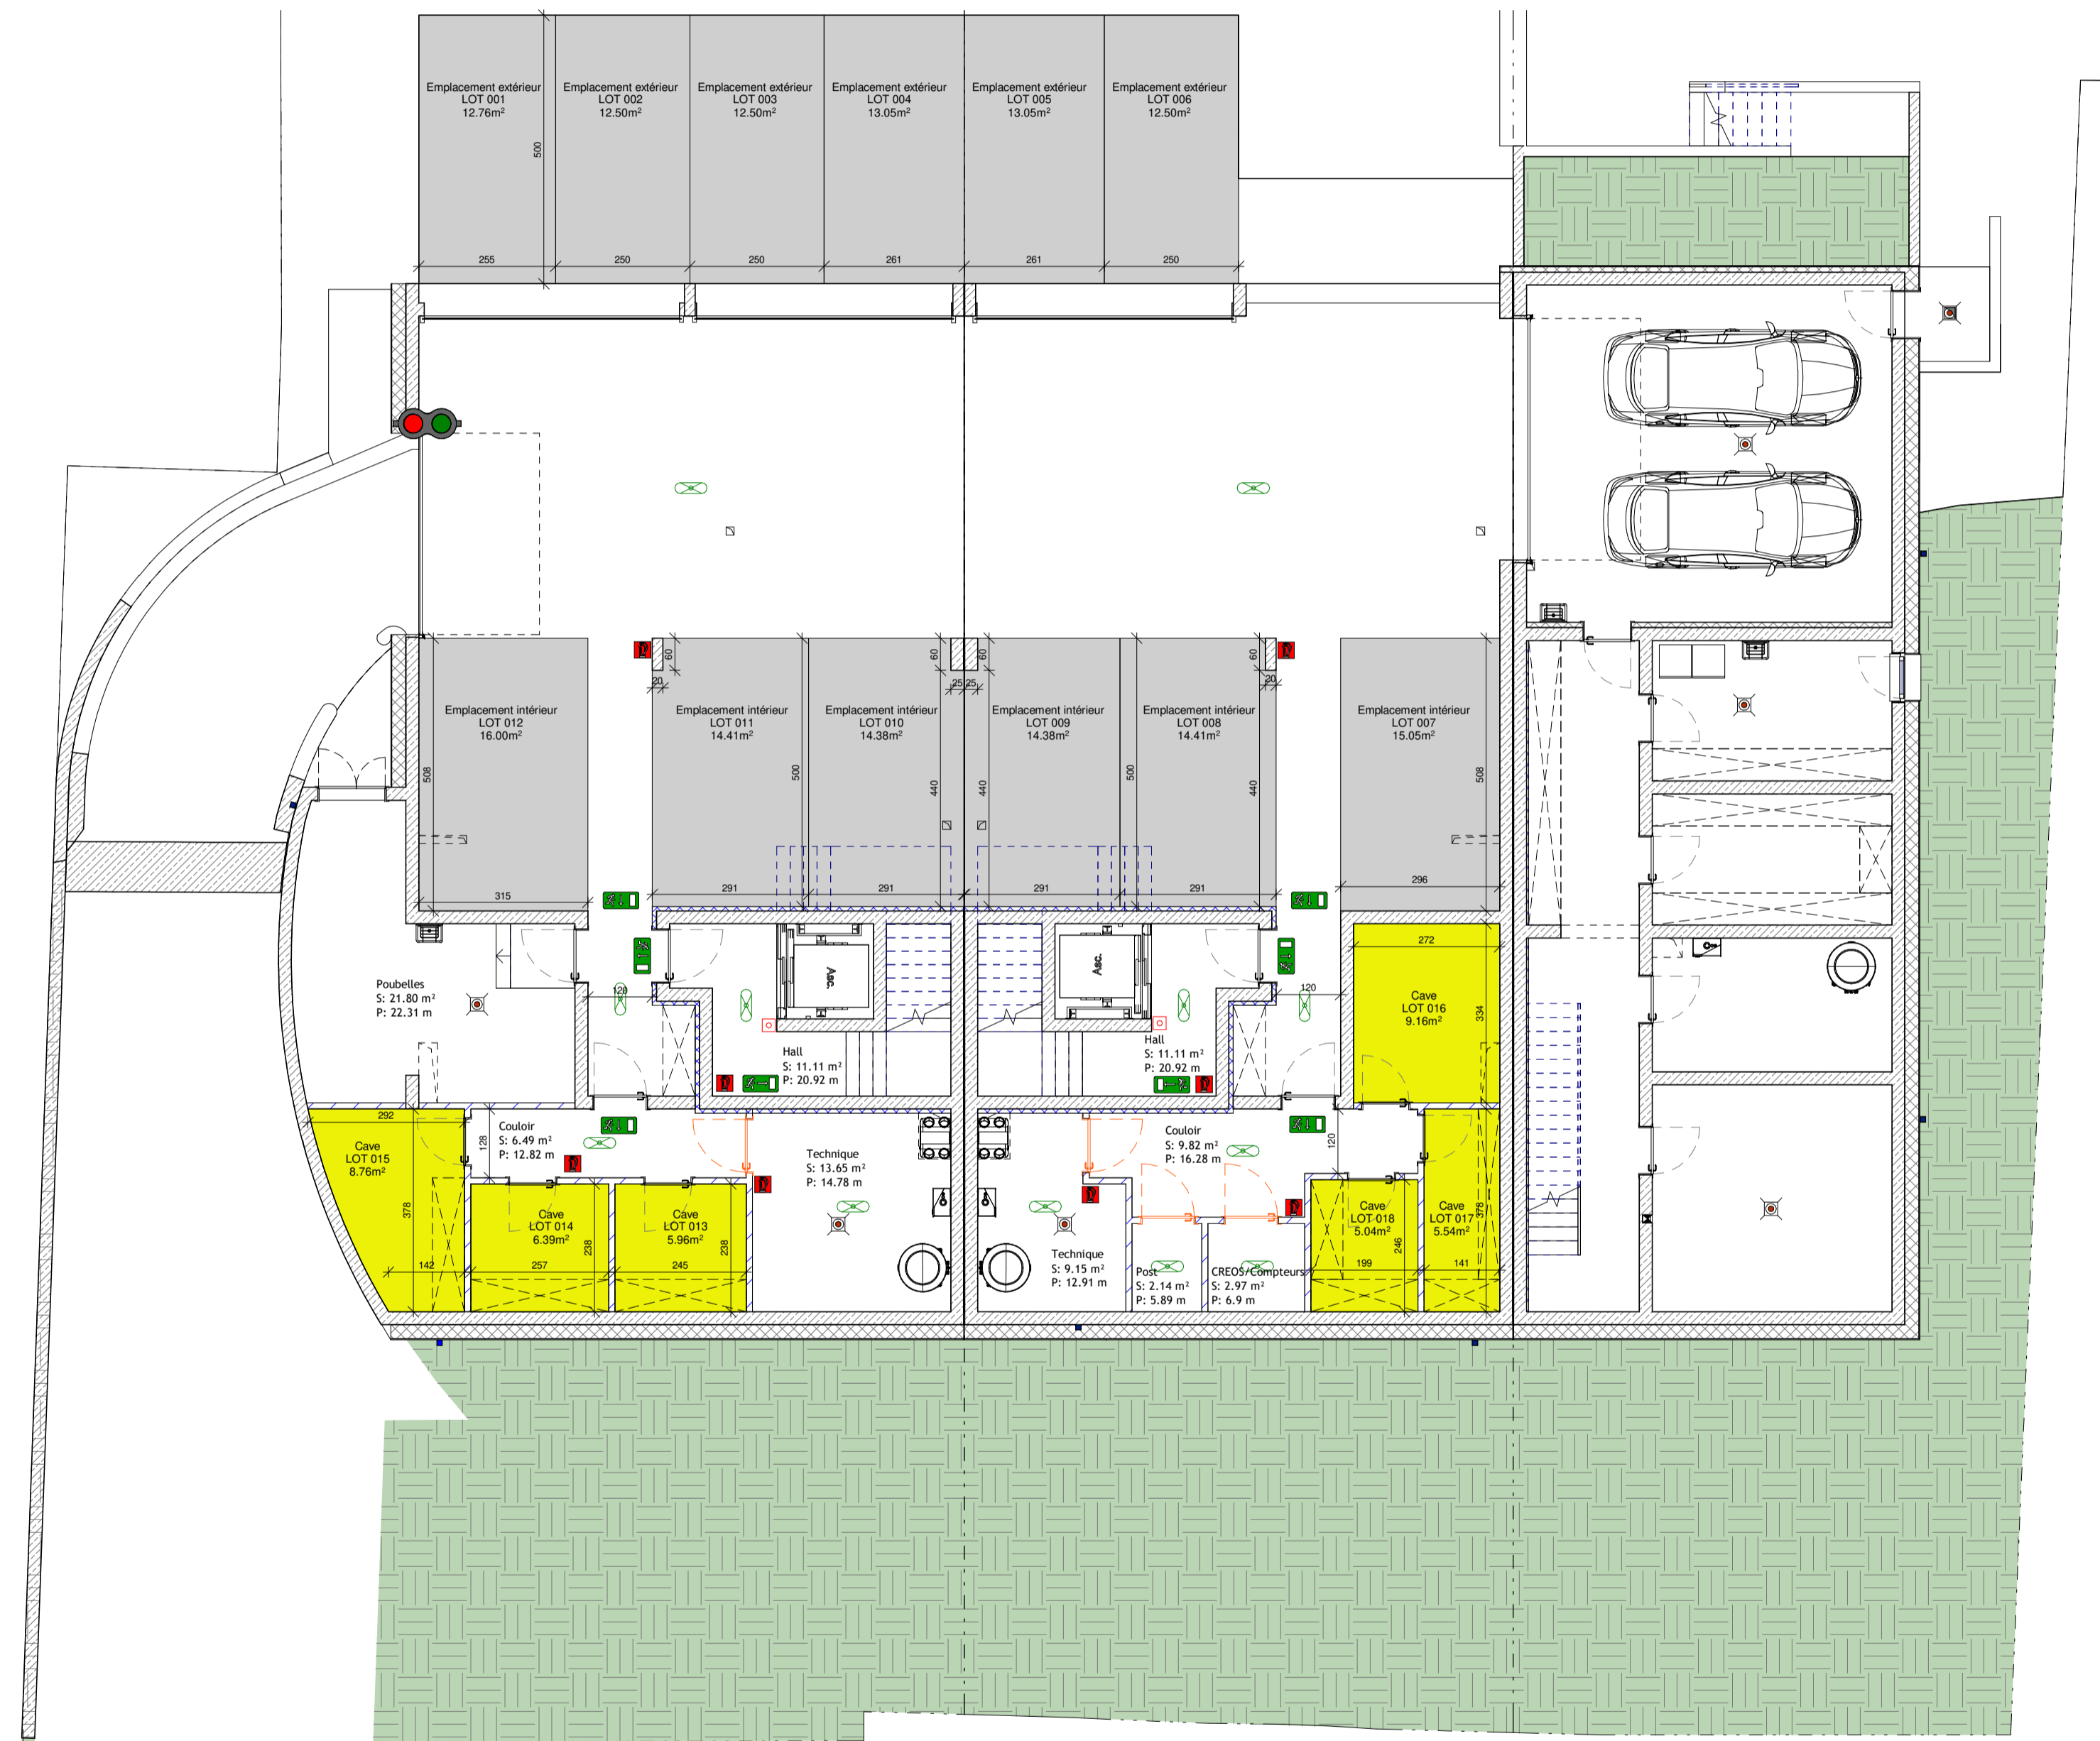 Emplacement extérieur
LOT 001
12.76m²
Emplacement extérieur
LOT 002
12.50m²
Emplacement extérieur
LOT 003
12.50m²
Emplacement extérieur
LOT 004
13.05m²
Emplacement extérieur
LOT 005
13.05m²
Emplacement extérieur
LOT 006
12.50m²
500
255
250
250
261
261
250
60
20
60
25
25
60
60
20
Emplacement intérieur
LOT 012
16.00m²
Emplacement intérieur
LOT 011
14.41m²
Emplacement intérieur
LOT 010
14.38m²
Emplacement intérieur
LOT 009
14.38m²
Emplacement intérieur
LOT 008
14.41m²
Emplacement intérieur
LOT 007
15.05m²
508
500
440
440
500
440
508
315
291
291
291
291
296
272
Asc.
Asc.
Poubelles
S: 21.80 m²
P: 22.31 m
120
120
Cave
LOT 016
9.16m²
334
Hall
S: 11.11 m²
P: 20.92 m
Hall
S: 11.11 m²
P: 20.92 m
292
Cave
LOT 015
8.76m²
378
142
128
Couloir
S: 6.49 m²
P: 12.82 m
Technique
S: 13.65 m²
P: 14.78 m
Couloir
S: 9.82 m²
P: 16.28 m
120
Cave
LOT 014
6.39m²
238
257
Cave
LOT 013
5.96m²
238
245
Technique
S: 9.15 m²
P: 12.91 m
Post
S: 2.14 m²
P: 5.89 m
CREOS/Compteurs
S: 2.97 m²
P: 6.9 m
Cave
LOT 018
5.04m²
246
199
Cave
LOT 017
5.54m²
378
141